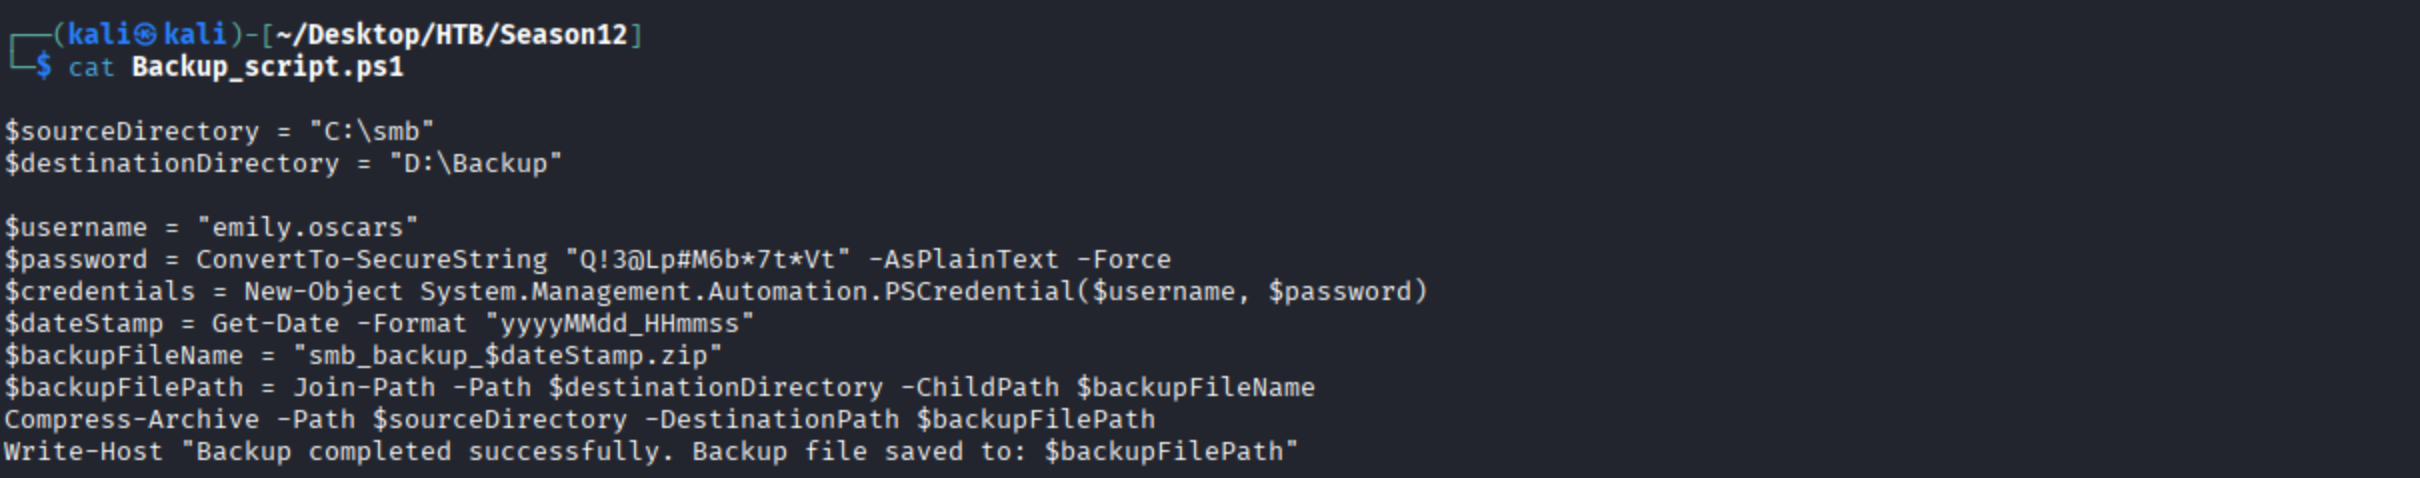 ┌──(kali㉿kali)-[~/Desktop/HTB/Season12]
└─$ cat Backup_script.ps1
$sourceDirectory = "C:\smb"
$destinationDirectory = "D:\Backup"
$username = "emily.oscars"
$password = ConvertTo-SecureString "Q!3@Lp#M6b*7t*Vt" -AsPlainText -Force
$credentials = New-Object System.Management.Automation.PSCredential($username, $password)
$dateStamp = Get-Date -Format "yyyyMMdd_HHmmss"
$backupFileName = "smb_backup_$dateStamp.zip"
$backupFilePath = Join-Path -Path $destinationDirectory -ChildPath $backupFileName
Compress-Archive -Path $sourceDirectory -DestinationPath $backupFilePath
Write-Host "Backup completed successfully. Backup file saved to: $backupFilePath"